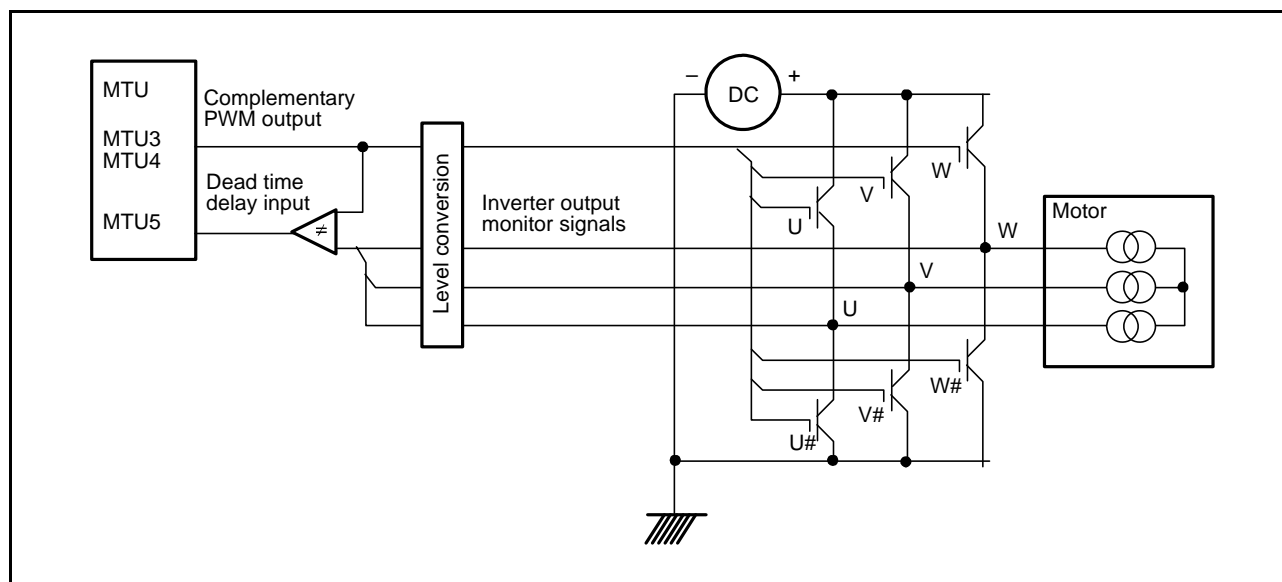 MTU
MTU3
MTU4
MTU5
Complementary
PWM output
Dead time
delay input
≠
Level conversion
Inverter output
monitor signals
– DC +
W
V
U
W
V
U
W#
V#
U#
Motor